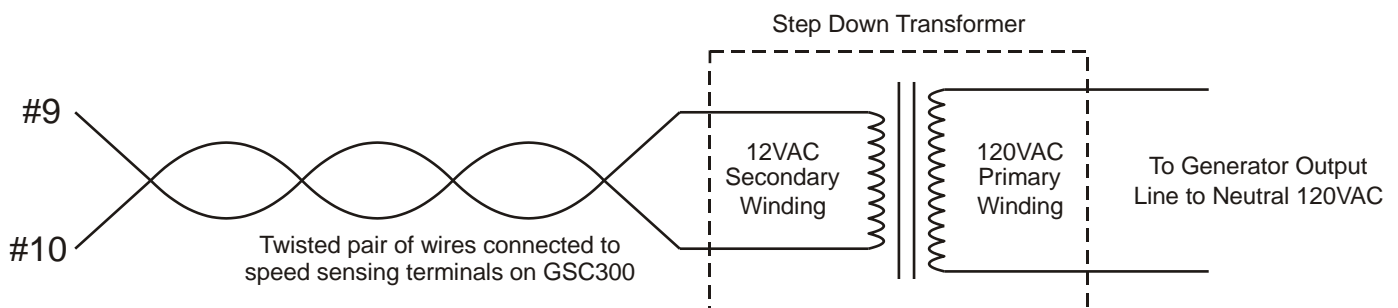 Step Down Transformer
#9
#10
12VAC
Secondary
Winding
120VAC
Primary
Winding
To Generator Output
Line to Neutral 120VAC
Twisted pair of wires connected to
speed sensing terminals on GSC300